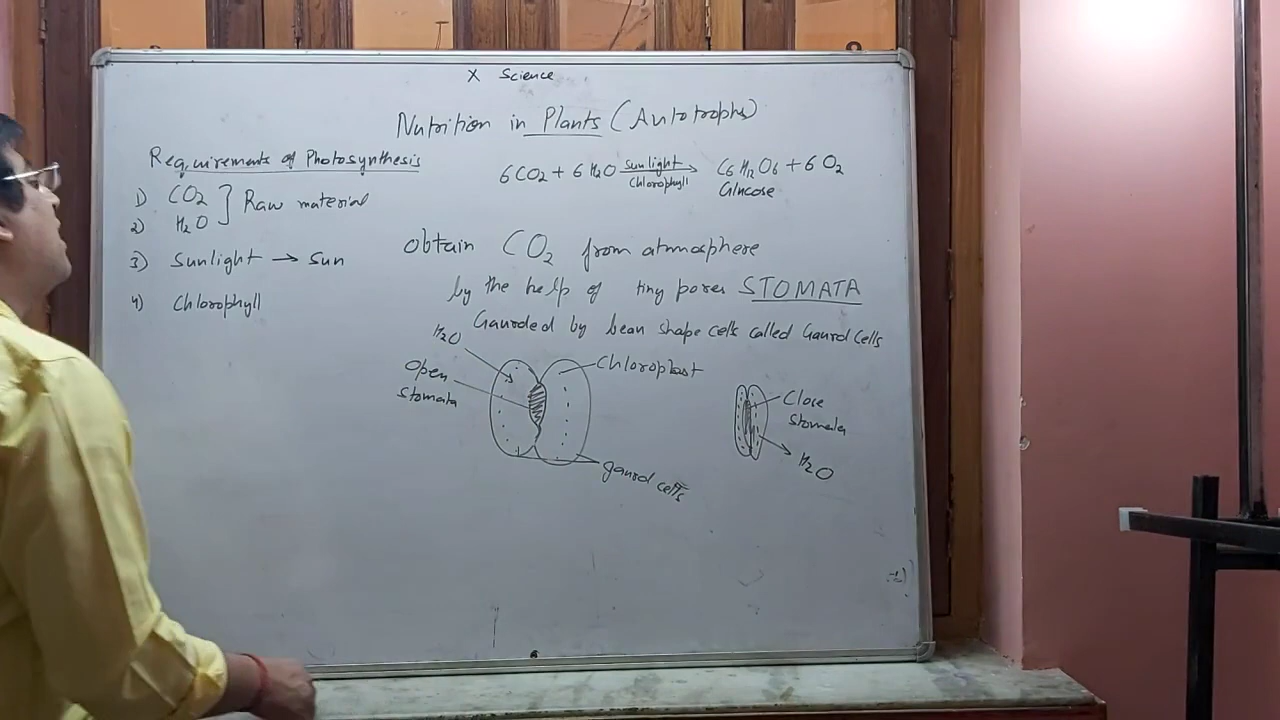 X Science
Nutrition in Plants (Autotrophs)
Requirements of Photosynthesis
1) CO2
2) H2O
} Raw material
3) Sunlight → Sun
4) Chlorophyll
6CO2 + 6H2O sunlight → C6H12O6 + 6O2
Chlorophyll Glucose
obtain CO2 from atmosphere
by the help of tiny pores STOMATA
Gaurded by bean shape cells called Gaurd Cells
H2O
Open
stomata
Chloroplast
gaurd cells
Close
Stomata
H2O